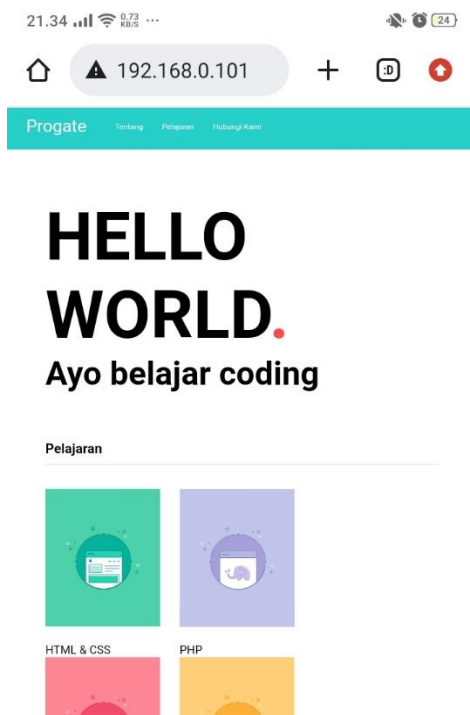 21.34 0.73 KB/S ... 24
192.168.0.101 :D
Progate Tentang Pelajaran Hubungi Kami
HELLO
WORLD.
Ayo belajar coding
Pelajaran
HTML & CSS PHP